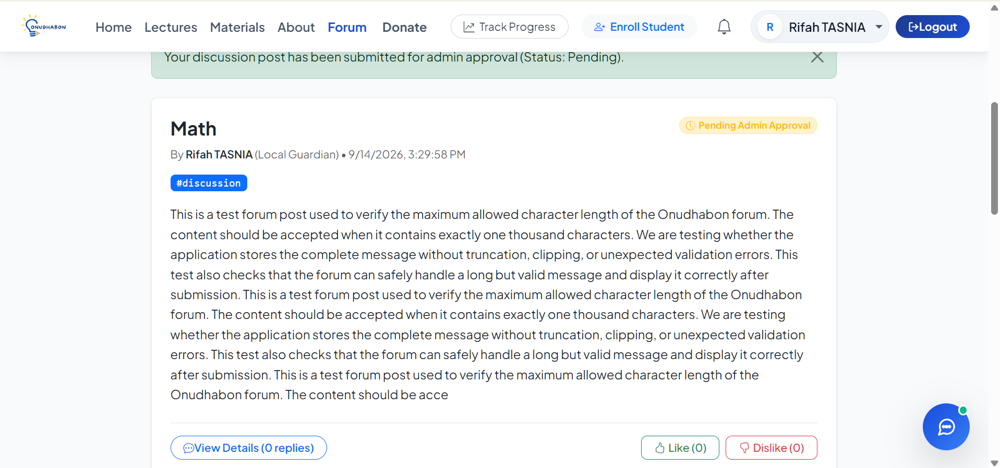 ONUDHABON
Home Lectures Materials About Forum Donate Track Progress Enroll Student R Rifah TASNIA Logout
Your discussion post has been submitted for admin approval (Status: Pending).
Math
Pending Admin Approval
By Rifah TASNIA (Local Guardian) • 9/14/2026, 3:29:58 PM
#discussion
This is a test forum post used to verify the maximum allowed character length of the Onudhabon forum. The
content should be accepted when it contains exactly one thousand characters. We are testing whether the
application stores the complete message without truncation, clipping, or unexpected validation errors. This
test also checks that the forum can safely handle a long but valid message and display it correctly after
submission. This is a test forum post used to verify the maximum allowed character length of the Onudhabon
forum. The content should be accepted when it contains exactly one thousand characters. We are testing
whether the application stores the complete message without truncation, clipping, or unexpected validation
errors. This test also checks that the forum can safely handle a long but valid message and display it correctly
after submission. This is a test forum post used to verify the maximum allowed character length of the
Onudhabon forum. The content should be acce
View Details (0 replies) Like (0) Dislike (0)